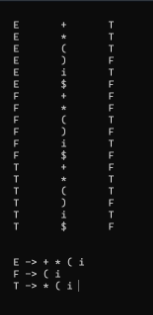 E + T
E * T
E ( T
E ) F
E i T
E $ F
F + F
F * F
F ( T
F ) F
F i T
F $ F
T + F
T * T
T ( T
T ) F
T i T
T $ F
E -> + * ( i
F -> ( i
T -> * ( i